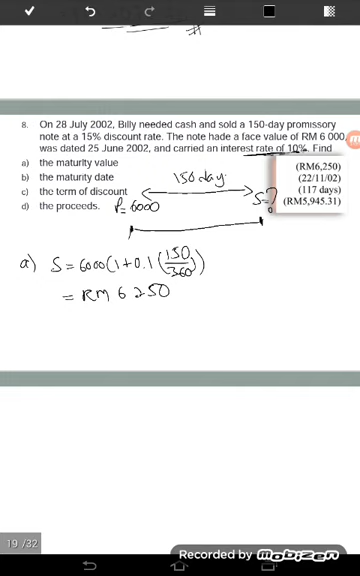 8. On 28 July 2002, Billy needed cash and sold a 150-day promissory
note at a 15% discount rate. The note hade a face value of RM 6 000
was dated 25 June 2002, and carried an interest rate of 10%. Find
a) the maturity value
b) the maturity date
c) the term of discount
d) the proceeds.
(RM6,250)
(22/11/02)
(117 days)
(RM5,945.31)
150 day
P=6000
S=?
a) S = 6000(1+0.1(150/360))
= RM 6250
19 /32
Recorded by mobizen